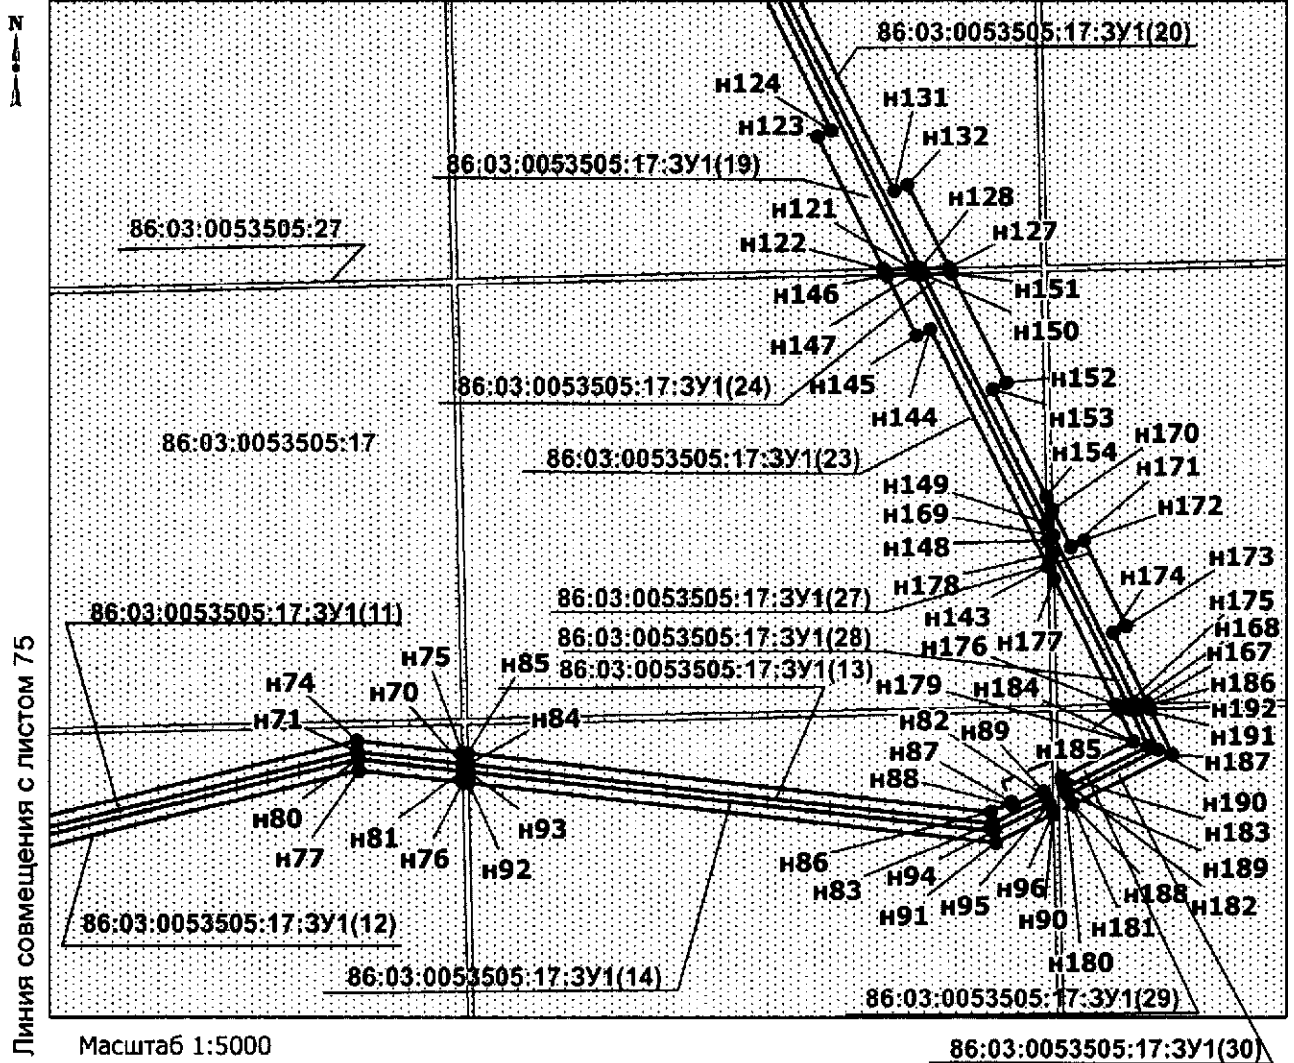 N
86:03:0053505:17:ЗУ1(20)
н124
н131
н123
н132
86:03:0053505:17:ЗУ1(19)
н128
н121
86:03:0053505:27
н127
н122
н151
н146
н150
н147
н152
86:03:0053505:17:ЗУ1(24)
н145
н153
н144
н170
86:03:0053505:17
н154
86:03:0053505:17:ЗУ1(23)
н171
н149
н172
н169
н148
н173
н178
н174
86:03:0053505:17:ЗУ1(27)
н175
86:03:0053505:17:ЗУ1(11)
н143
н168
86:03:0053505:17:ЗУ1(28)
н176
н177
н167
н75
н85
86:03:0053505:17:ЗУ1(13)
н186
н74
н70
н179
н184
н192
н71
н84
н82
н89
н191
н87
н185
н187
н88
н190
н80
н81
н93
н183
н77
н76
н92
н86
н189
н83
н94
н96
н188
н182
н91
н95
н90
н181
86:03:0053505:17:ЗУ1(12)
н180
86:03:0053505:17:ЗУ1(14)
86:03:0053505:17:ЗУ1(29)
86:03:0053505:17:ЗУ1(30)
Линия совмещения с листом 75
Масштаб 1:5000